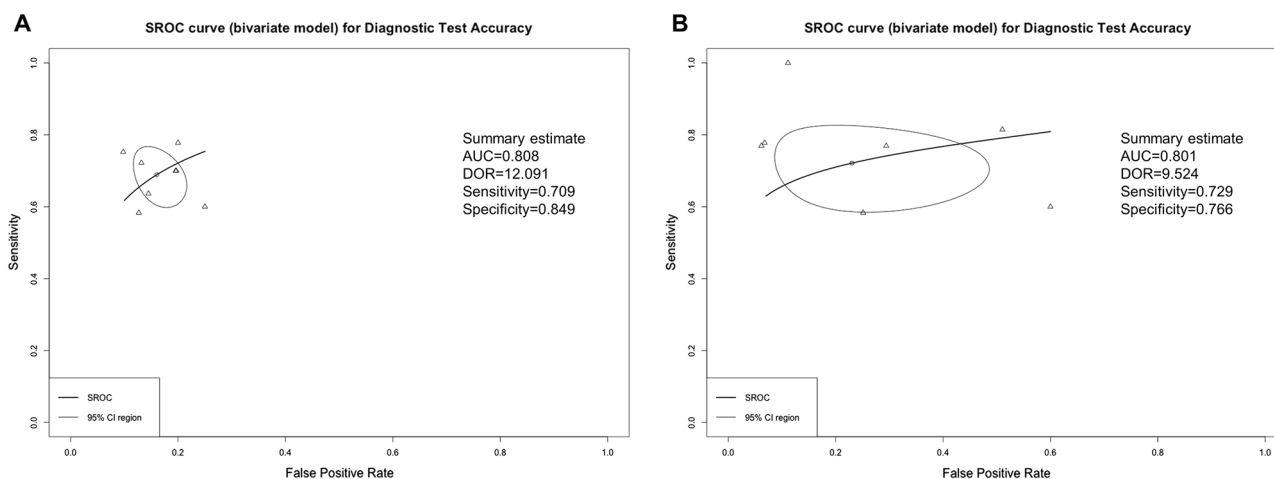 A
SROC curve (bivariate model) for Diagnostic Test Accuracy
1.0
0.8
0.6
0.4
0.2
0.0
Sensitivity
Summary estimate
AUC=0.808
DOR=12.091
Sensitivity=0.709
Specificity=0.849
SROC
95% CI region
0.0
0.2
0.4
0.6
0.8
1.0
False Positive Rate
B
SROC curve (bivariate model) for Diagnostic Test Accuracy
1.0
0.8
0.6
0.4
0.2
0.0
Sensitivity
Summary estimate
AUC=0.801
DOR=9.524
Sensitivity=0.729
Specificity=0.766
SROC
95% CI region
0.0
0.2
0.4
0.6
0.8
1.0
False Positive Rate